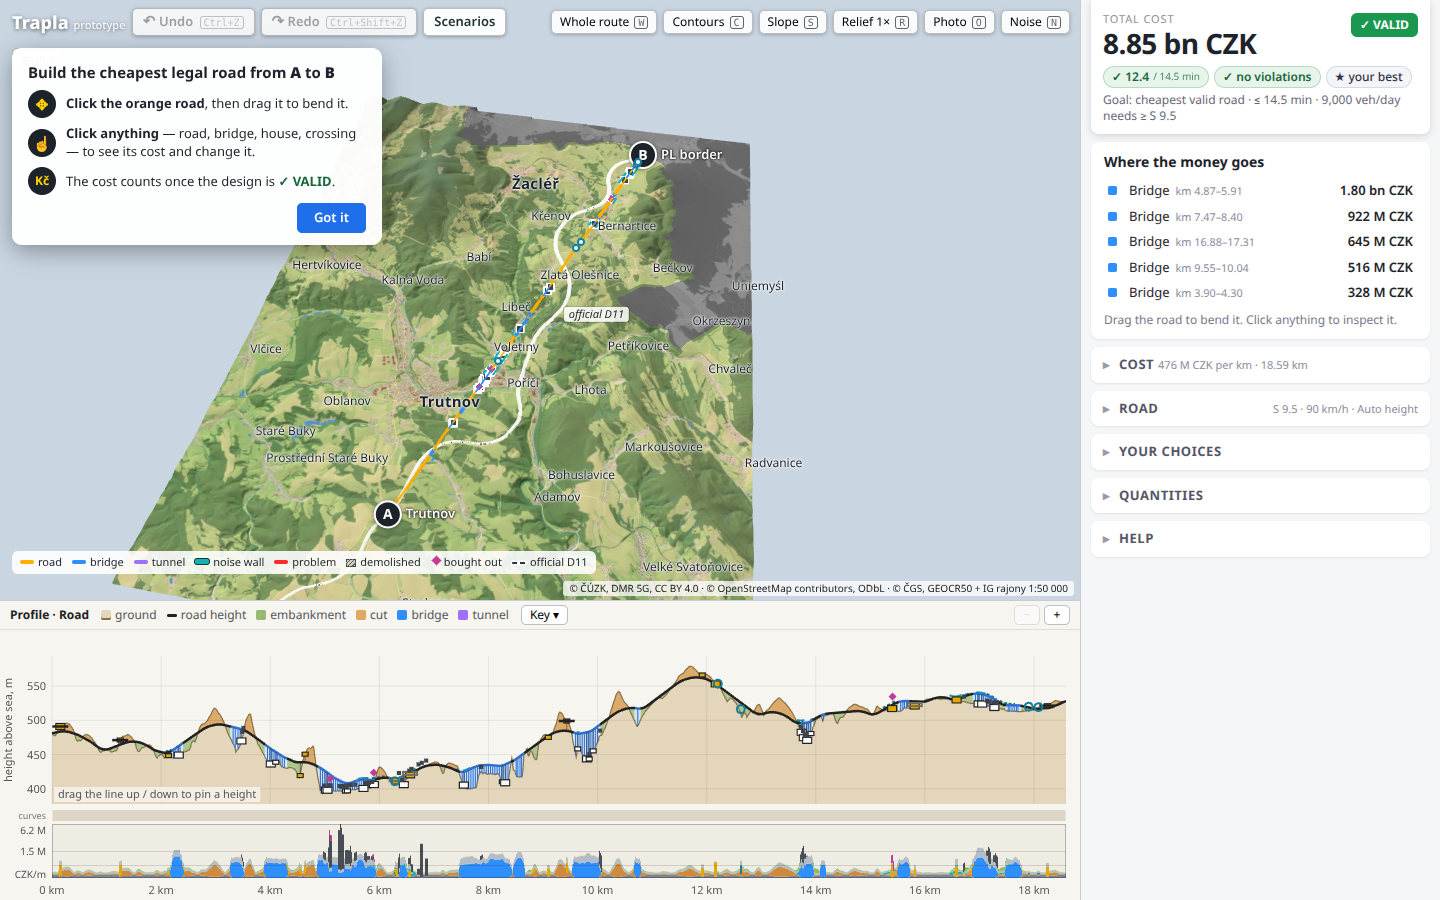 Trapla prototype
↶ Undo Ctrl+Z
↷ Redo Ctrl+Shift+Z
Scenarios
Whole route W
Contours C
Slope S
Relief 1× R
Photo O
Noise N
Build the cheapest legal road from A to B
Click the orange road, then drag it to bend it.
Click anything — road, bridge, house, crossing
— to see its cost and change it.
Kč The cost counts once the design is ✓ VALID.
Got it
B PL border
Žacléř
Křenov
Bernartice
Babí
Hertvíkovice
Kalná Voda
Zlatá Olešnice
Bečkov
Uniemyśl
Libeč
official D11
Okrzeszyn
Vlčice
Voletiny
Petříkovice
Chvaleč
Poříčí
Lhota
Oblanov
Trutnov
Staré Buky
Markoušovice
Prostřední Staré Buky
Radvanice
Bohuslavice
Adamov
A Trutnov
Velké Svatoňovice
road
bridge
tunnel
noise wall
problem
demolished
bought out
official D11
© ČÚZK, DMR 5G, CC BY 4.0 · © OpenStreetMap contributors, ODbL · © ČGS, GEOCR50 + IG rajony 1:50 000
TOTAL COST
8.85 bn CZK
✓ VALID
✓ 12.4 / 14.5 min
✓ no violations
★ your best
Goal: cheapest valid road · ≤ 14.5 min · 9,000 veh/day
needs ≥ S 9.5
Where the money goes
Bridge km 4.87–5.91 1.80 bn CZK
Bridge km 7.47–8.40 922 M CZK
Bridge km 16.88–17.31 645 M CZK
Bridge km 9.55–10.04 516 M CZK
Bridge km 3.90–4.30 328 M CZK
Drag the road to bend it. Click anything to inspect it.
▶ COST 476 M CZK per km · 18.59 km
▶ ROAD S 9.5 · 90 km/h · Auto height
▶ YOUR CHOICES
▶ QUANTITIES
▶ HELP
Profile · Road
ground
road height
embankment
cut
bridge
tunnel
Key ▾
−
+
height above sea, m
550
500
450
400
drag the line up / down to pin a height
curves
6.2 M
1.5 M
CZK/m
0 km
2 km
4 km
6 km
8 km
10 km
12 km
14 km
16 km
18 km